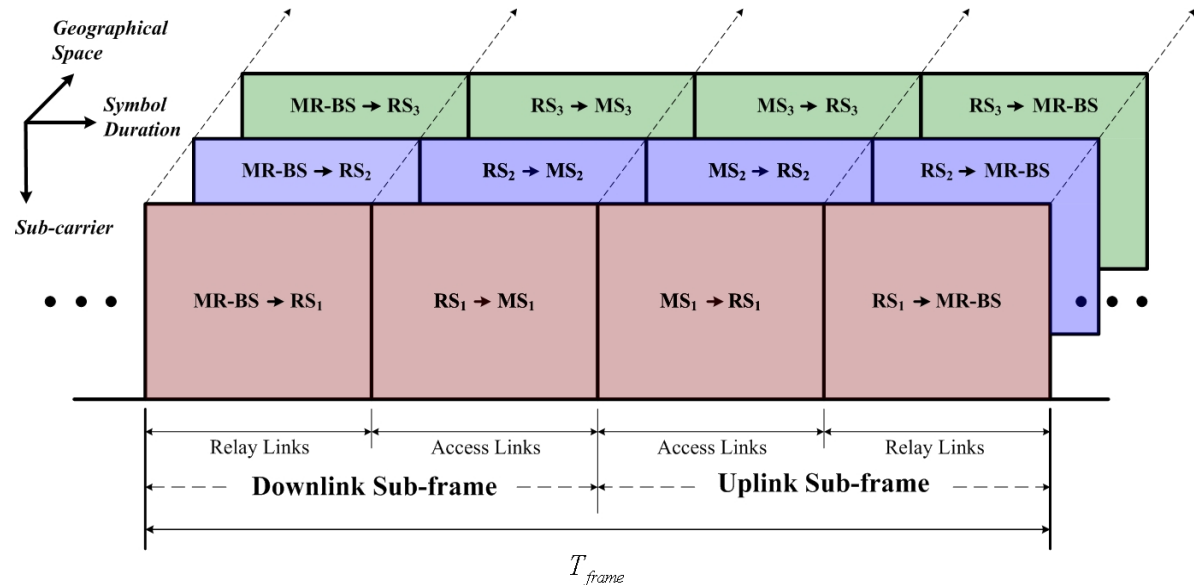 Geographical
Space
Symbol
Duration
Sub-carrier
MR-BS → RS₃
RS₃ → MS₃
MS₃ → RS₃
RS₃ → MR-BS
MR-BS → RS₂
RS₂ → MS₂
MS₂ → RS₂
RS₂ → MR-BS
MR-BS → RS₁
RS₁ → MS₁
MS₁ → RS₁
RS₁ → MR-BS
Relay Links
Access Links
Access Links
Relay Links
Downlink Sub-frame
Uplink Sub-frame
T_frame